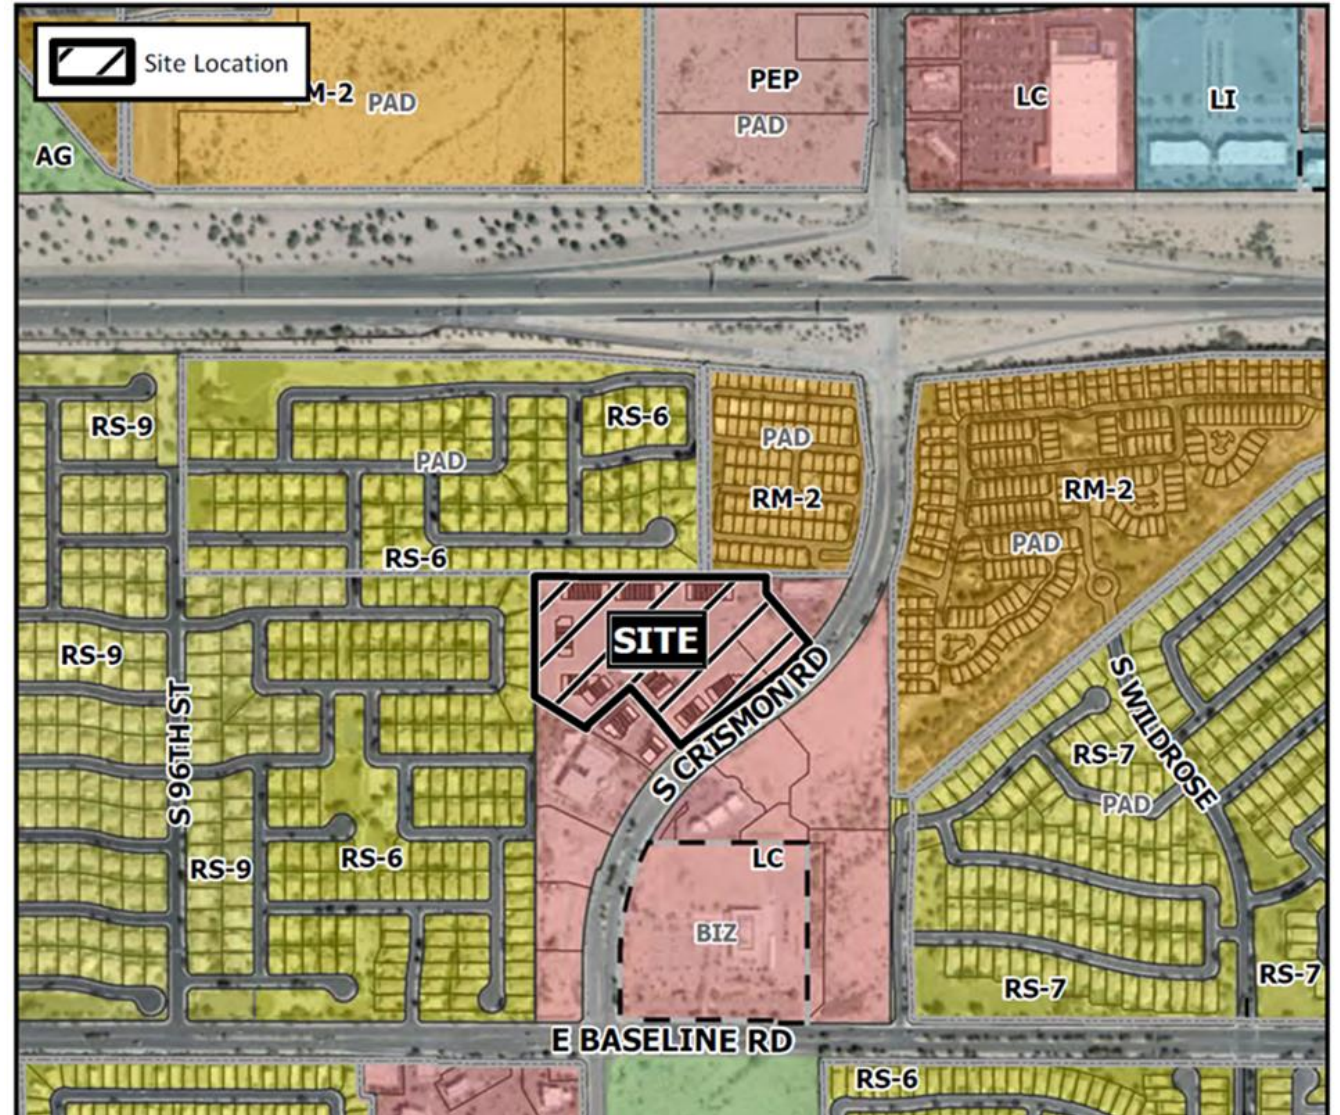 Site Location
RM-2 PAD
PEP
PAD
LC
LI
AG
RS-9
RS-6
PAD
PAD
RM-2
RM-2
PAD
RS-6
RS-9
SITE
S 96TH ST
S CRISMON RD
S WILDROSE
RS-7
PAD
RS-9
RS-6
LC
BIZ
RS-7
RS-7
E BASELINE RD
RS-6